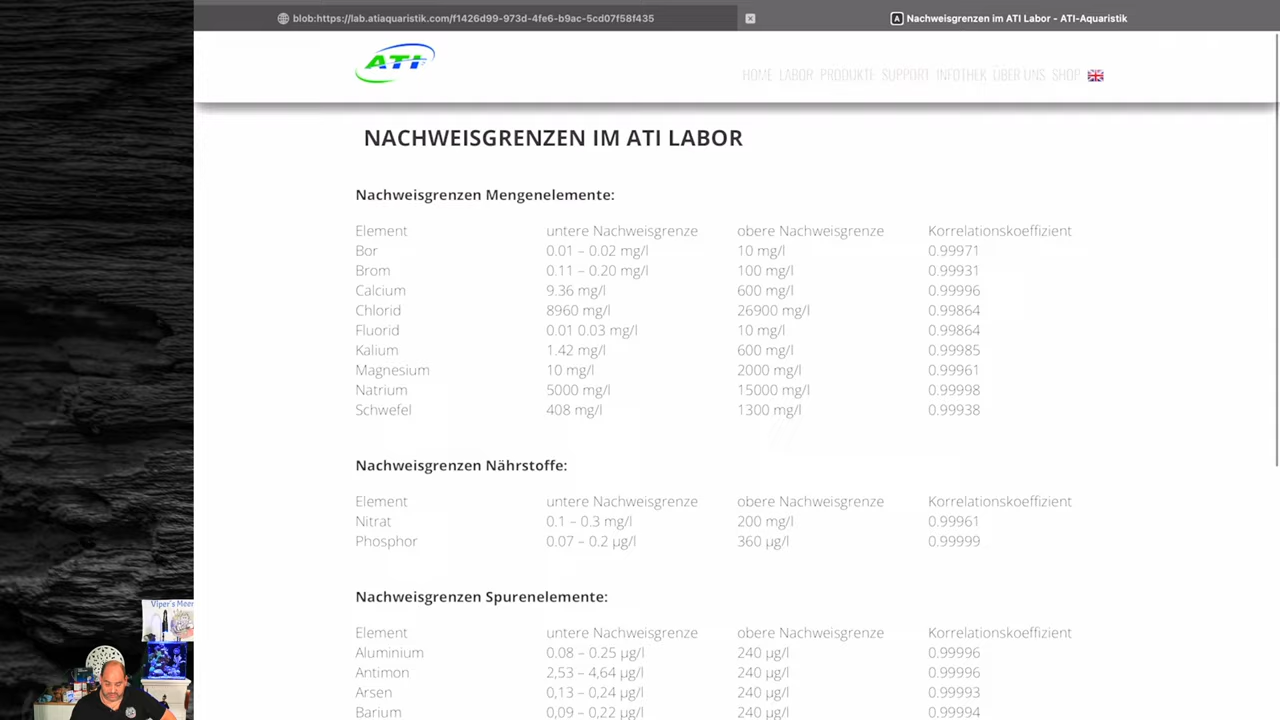 blob:https://lab.atiaquaristik.com/f1426d99-973d-4fe6-b9ac-5cd07f58f435
A Nachweisgrenzen im ATI Labor - ATI-Aquaristik
ATI
HOME LABOR PRODUKTE SUPPORT INFOTHEK ÜBER UNS SHOP
NACHWEISGRENZEN IM ATI LABOR
Nachweisgrenzen Mengenelemente:
Element untere Nachweisgrenze obere Nachweisgrenze Korrelationskoeffizient
Bor 0.01 – 0.02 mg/l 10 mg/l 0.99971
Brom 0.11 – 0.20 mg/l 100 mg/l 0.99931
Calcium 9.36 mg/l 600 mg/l 0.99996
Chlorid 8960 mg/l 26900 mg/l 0.99864
Fluorid 0.01 0.03 mg/l 10 mg/l 0.99864
Kalium 1.42 mg/l 600 mg/l 0.99985
Magnesium 10 mg/l 2000 mg/l 0.99961
Natrium 5000 mg/l 15000 mg/l 0.99998
Schwefel 408 mg/l 1300 mg/l 0.99938
Nachweisgrenzen Nährstoffe:
Element untere Nachweisgrenze obere Nachweisgrenze Korrelationskoeffizient
Nitrat 0.1 – 0.3 mg/l 200 mg/l 0.99961
Phosphor 0.07 – 0.2 µg/l 360 µg/l 0.99999
Nachweisgrenzen Spurenelemente:
Element untere Nachweisgrenze obere Nachweisgrenze Korrelationskoeffizient
Aluminium 0.08 – 0.25 µg/l 240 µg/l 0.99996
Antimon 2,53 – 4,64 µg/l 240 µg/l 0.99996
Arsen 0,13 – 0,24 µg/l 240 µg/l 0.99993
Barium 0,09 – 0,22 µg/l 240 µg/l 0.99994
Viper's Meer